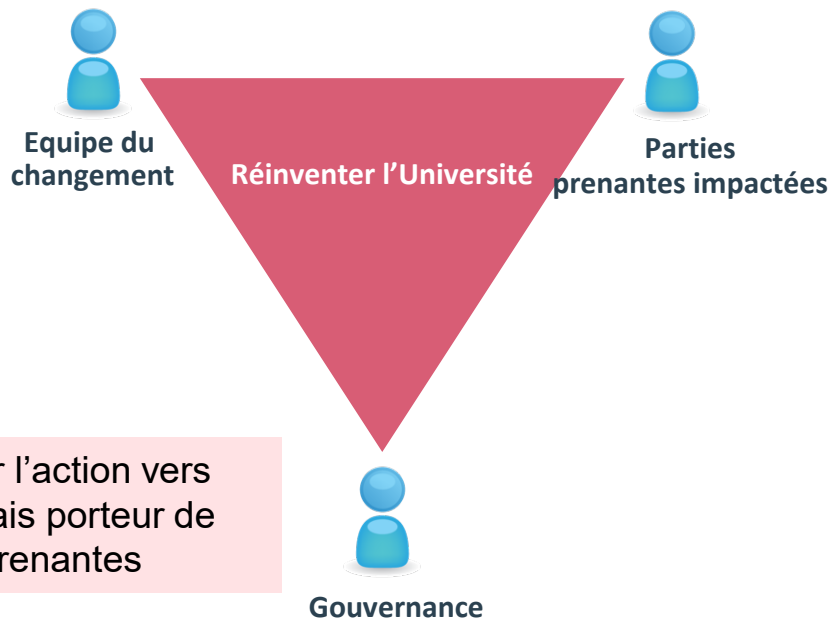 Equipe du
changement
Réinventer l’Université
Parties
prenantes impactées
r l’action vers
ais porteur de
renantes
Gouvernance